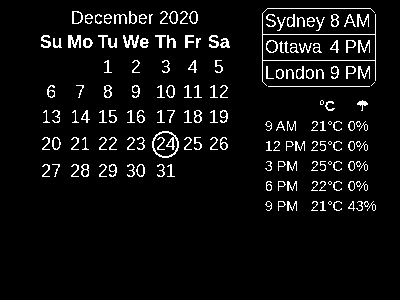 December 2020
Su Mo Tu We Th Fr Sa
1 2 3 4 5
6 7 8 9 10 11 12
13 14 15 16 17 18 19
20 21 22 23 24 25 26
27 28 29 30 31
Sydney 8 AM
Ottawa 4 PM
London 9 PM
°C ☂
9 AM 21°C 0%
12 PM 25°C 0%
3 PM 25°C 0%
6 PM 22°C 0%
9 PM 21°C 43%